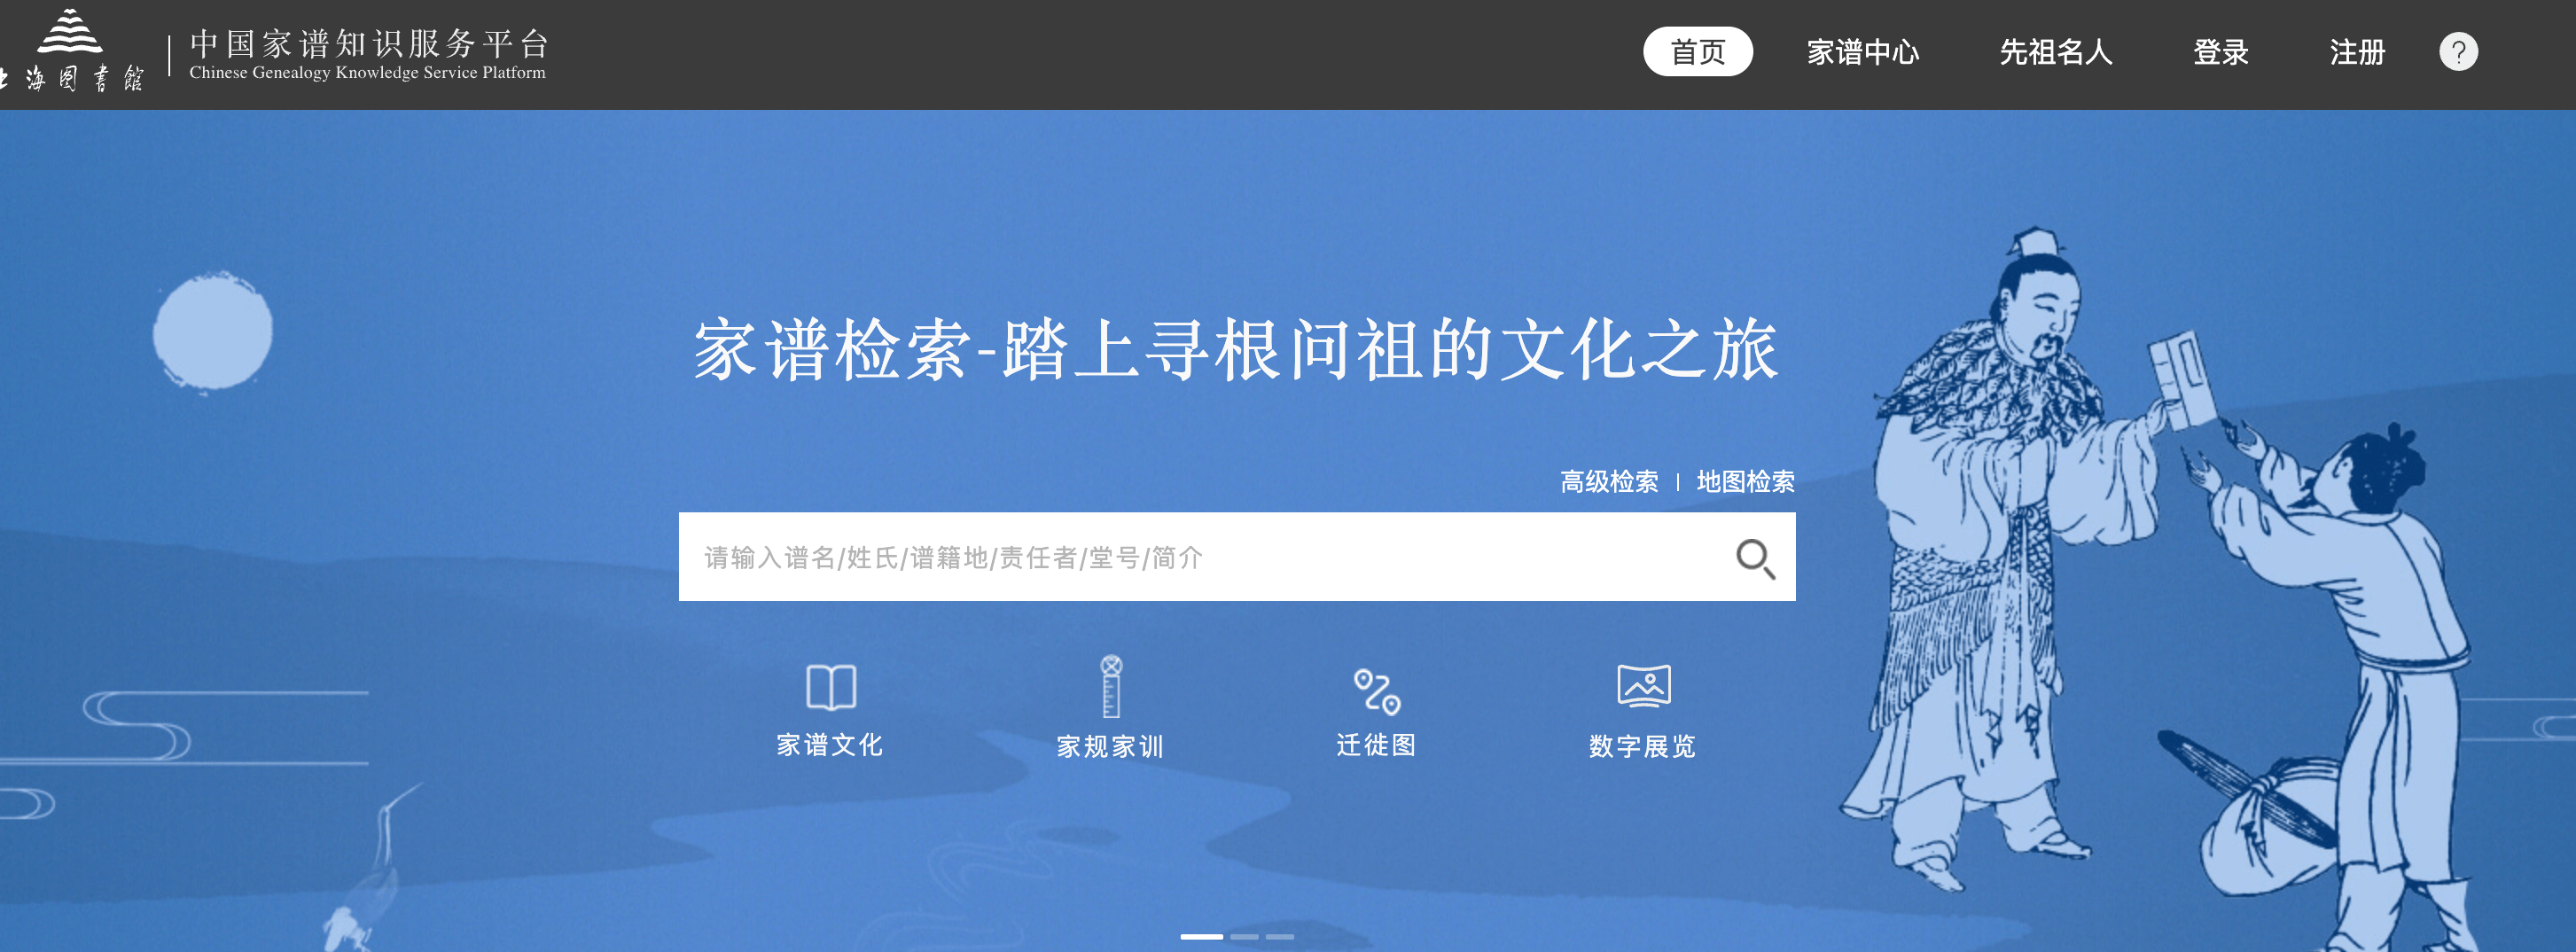 中国家谱知识服务平台
Chinese Genealogy Knowledge Service Platform
上海图書館
首页 家谱中心 先祖名人 登录 注册 ?
家谱检索-踏上寻根问祖的文化之旅
高级检索 | 地图检索
请输入谱名/姓氏/谱籍地/责任者/堂号/简介
家谱文化 家规家训 迁徙图 数字展览